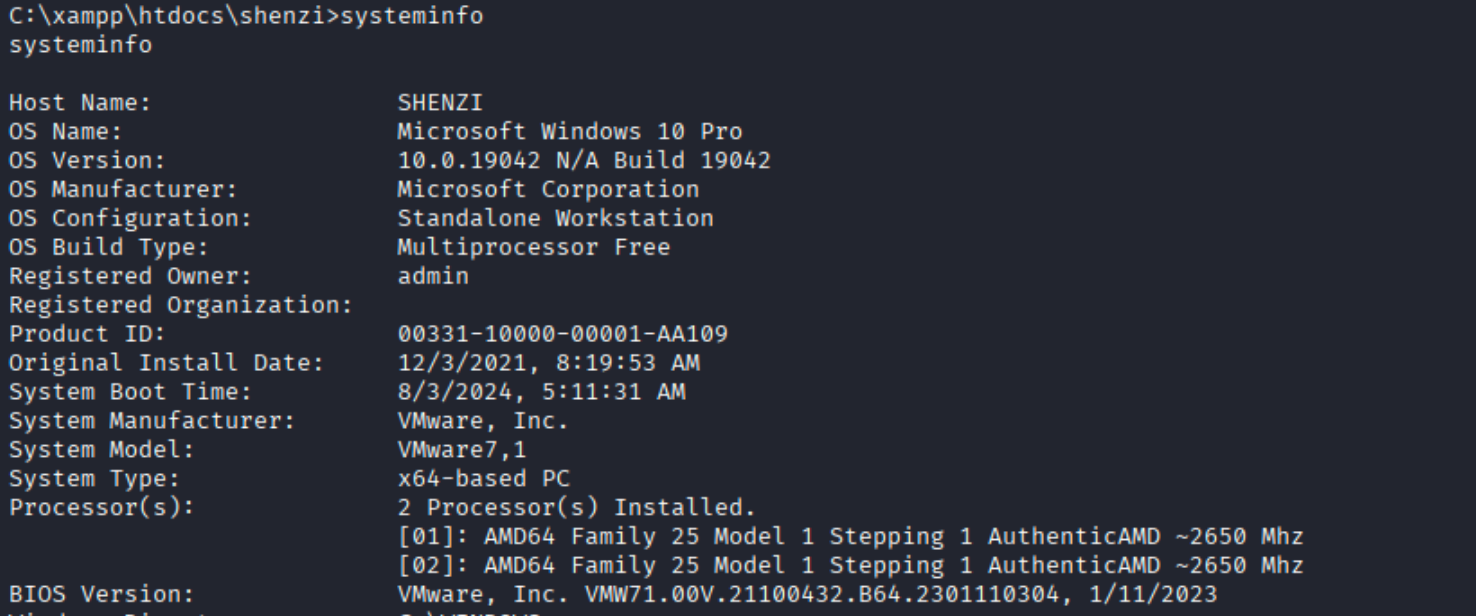 C:\xampp\htdocs\shenzi>systeminfo
systeminfo
Host Name: SHENZI
OS Name: Microsoft Windows 10 Pro
OS Version: 10.0.19042 N/A Build 19042
OS Manufacturer: Microsoft Corporation
OS Configuration: Standalone Workstation
OS Build Type: Multiprocessor Free
Registered Owner: admin
Registered Organization:
Product ID: 00331-10000-00001-AA109
Original Install Date: 12/3/2021, 8:19:53 AM
System Boot Time: 8/3/2024, 5:11:31 AM
System Manufacturer: VMware, Inc.
System Model: VMware7,1
System Type: x64-based PC
Processor(s): 2 Processor(s) Installed.
[01]: AMD64 Family 25 Model 1 Stepping 1 AuthenticAMD ~2650 Mhz
[02]: AMD64 Family 25 Model 1 Stepping 1 AuthenticAMD ~2650 Mhz
BIOS Version: VMware, Inc. VMW71.00V.21100432.B64.2301110304, 1/11/2023